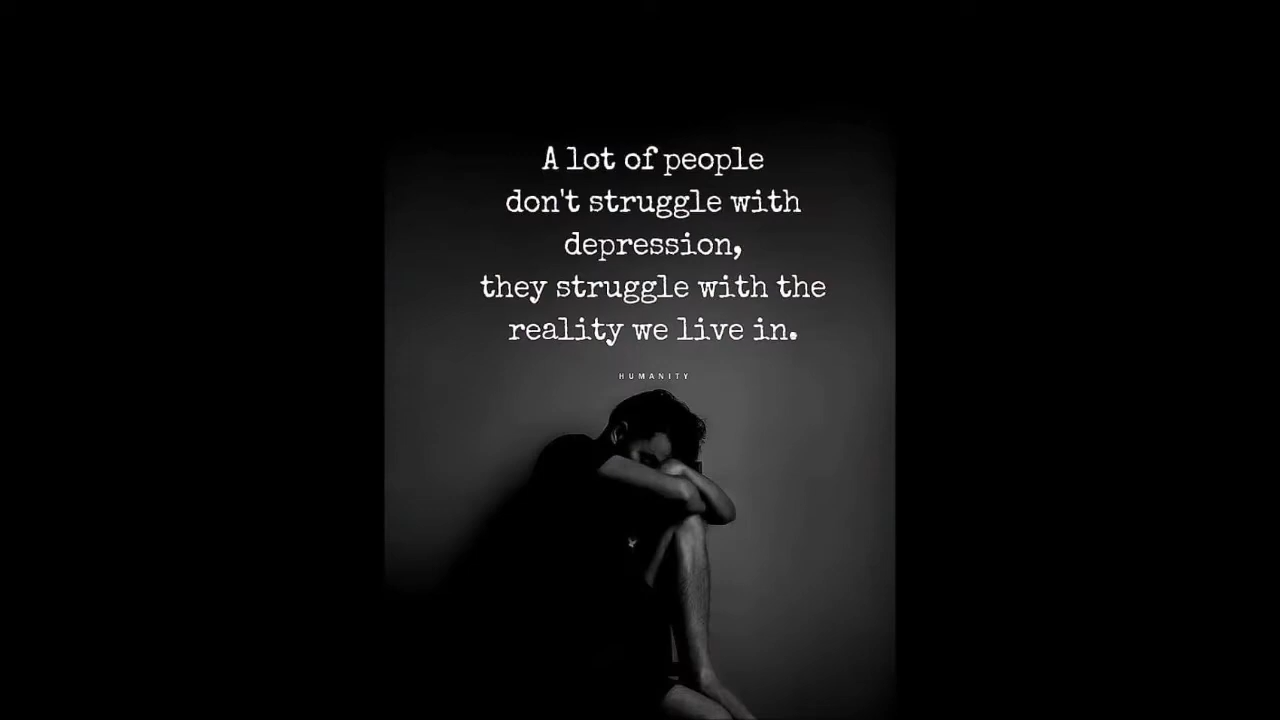 A lot of people
don't struggle with
depression,
they struggle with the
reality we live in.
HUMANITY